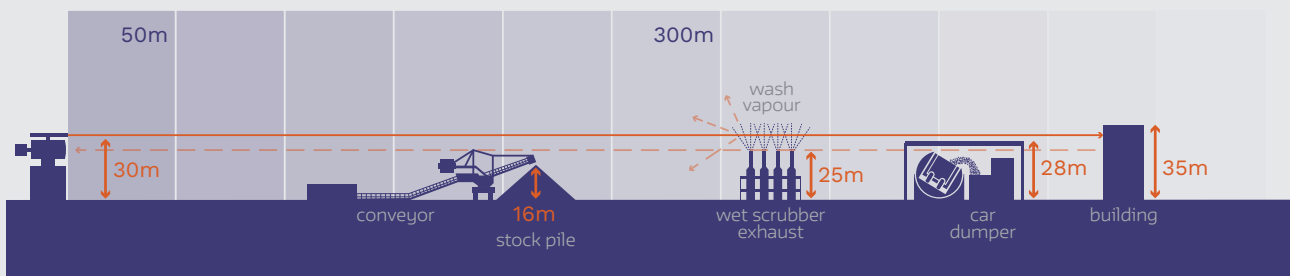 50m
300m
wash
vapour
30m
16m
25m
28m
35m
conveyor
stock pile
wet scrubber
exhaust
car
dumper
building